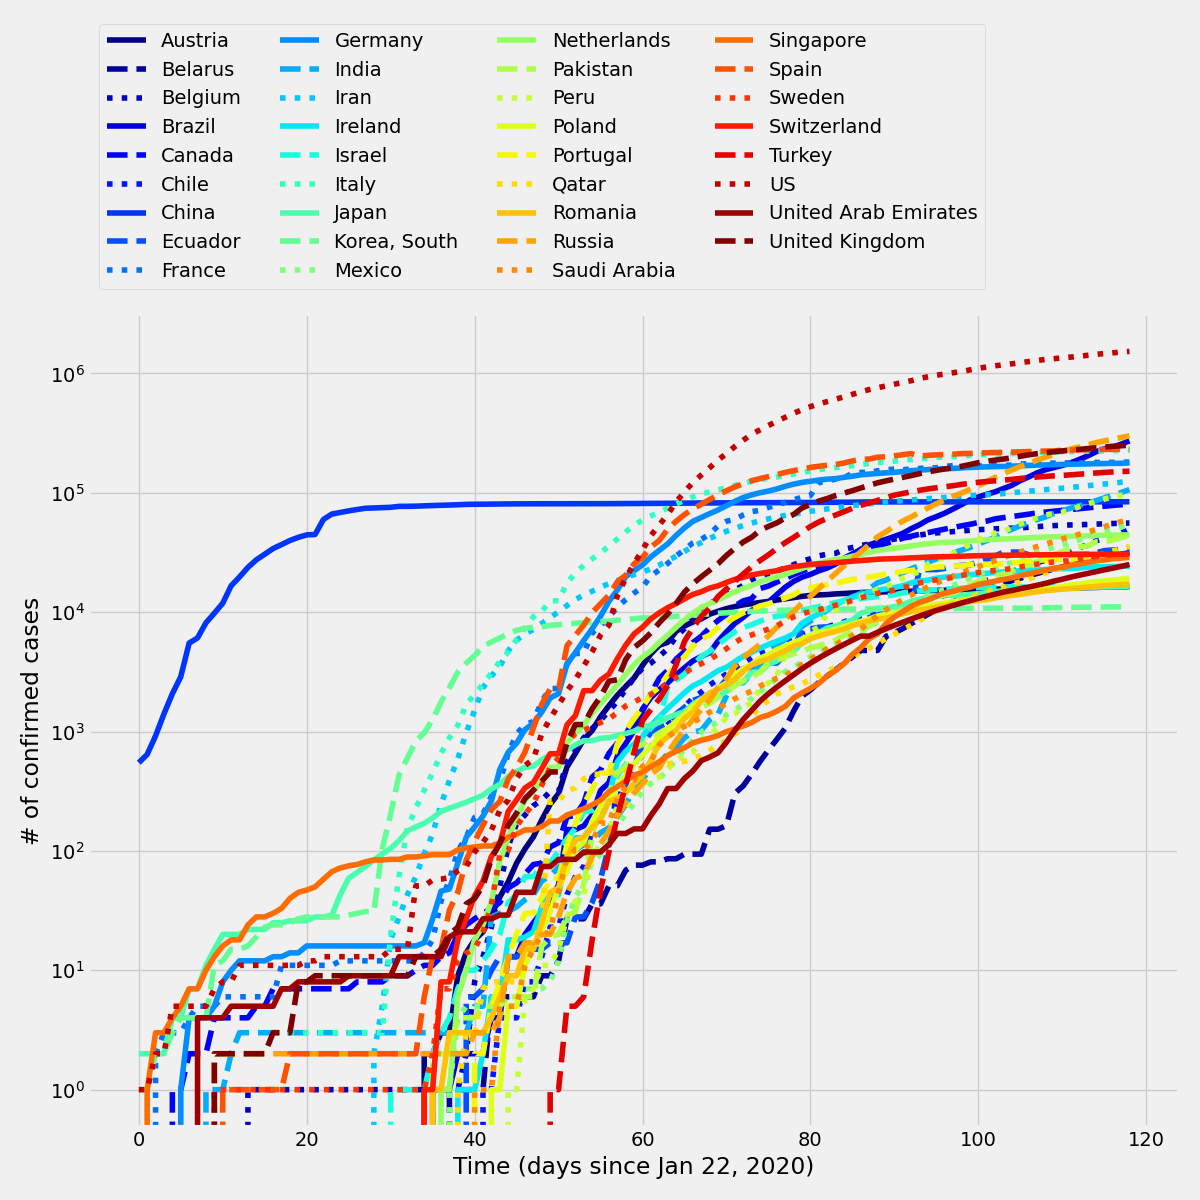 Austria Germany Netherlands Singapore
Belarus India Pakistan Spain
Belgium Iran Peru Sweden
Brazil Ireland Poland Switzerland
Canada Israel Portugal Turkey
Chile Italy Qatar US
China Japan Romania United Arab Emirates
Ecuador Korea, South Russia United Kingdom
France Mexico Saudi Arabia
# of confirmed cases
10⁶
10⁵
10⁴
10³
10²
10¹
10⁰
0 20 40 60 80 100 120
Time (days since Jan 22, 2020)